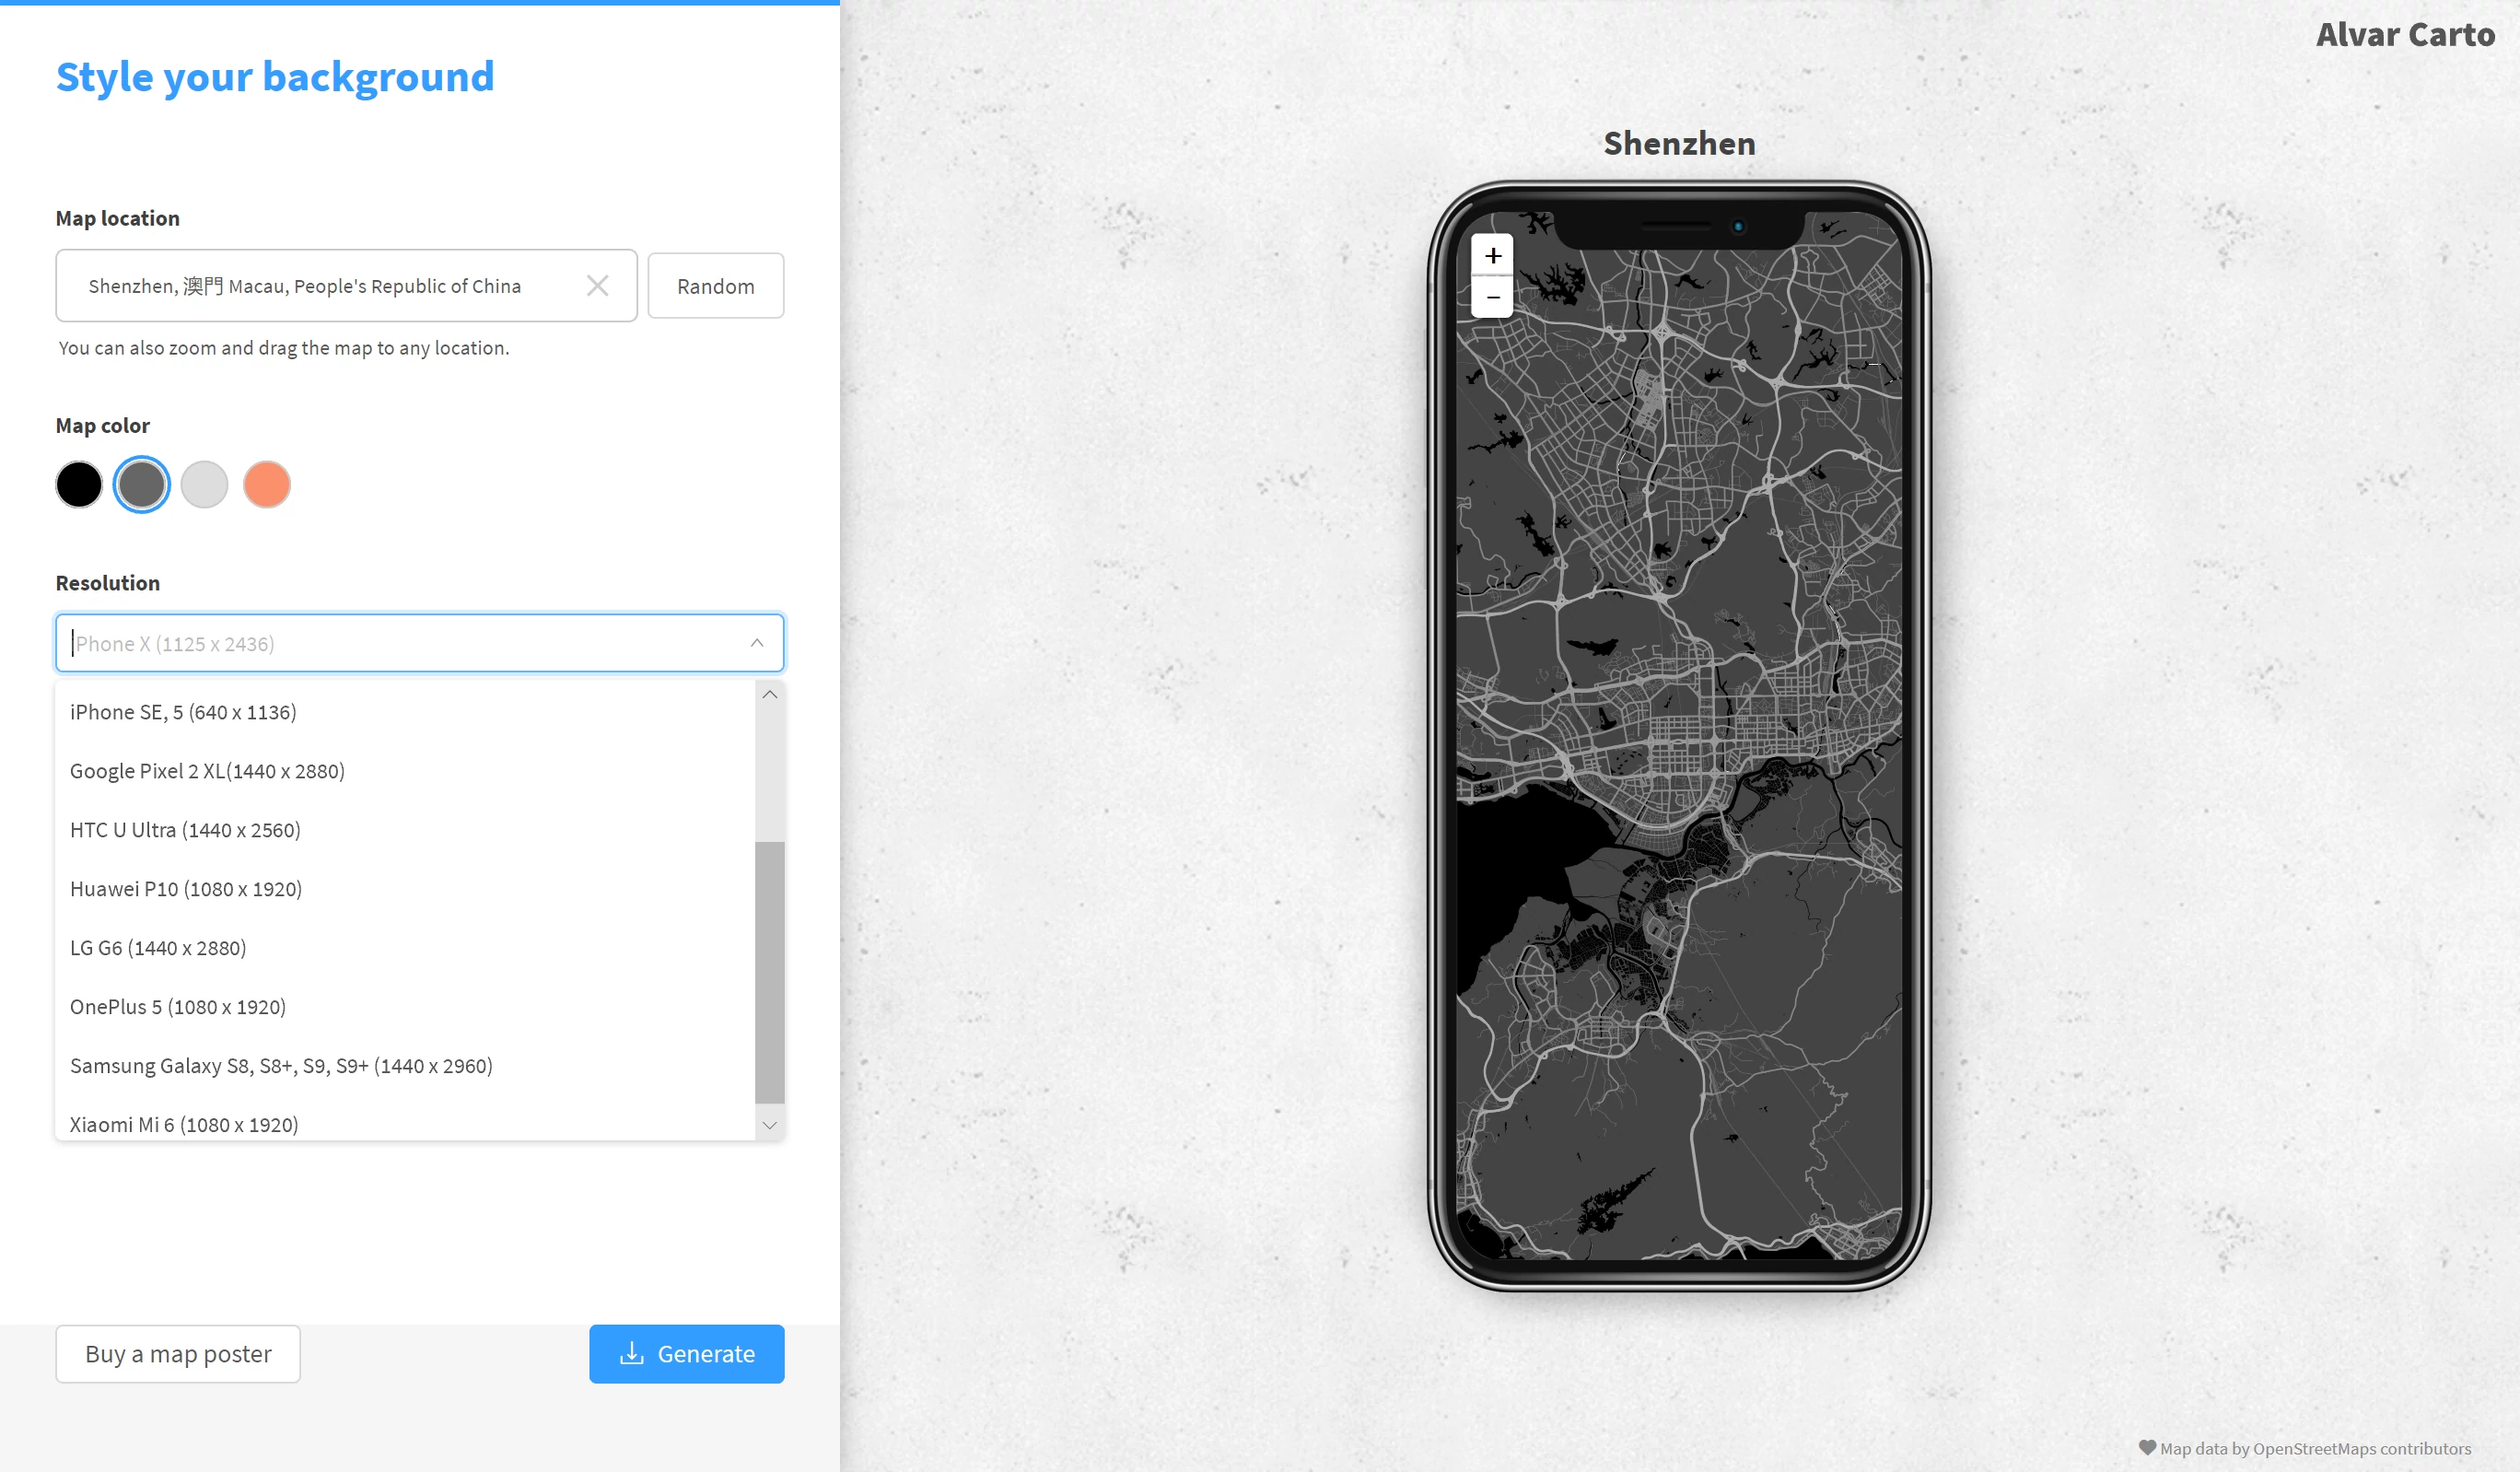 Style your background
Map location
Shenzhen, 澳門 Macau, People's Republic of China
Random
You can also zoom and drag the map to any location.
Map color
Resolution
iPhone X (1125 x 2436)
iPhone SE, 5 (640 x 1136)
Google Pixel 2 XL(1440 x 2880)
HTC U Ultra (1440 x 2560)
Huawei P10 (1080 x 1920)
LG G6 (1440 x 2880)
OnePlus 5 (1080 x 1920)
Samsung Galaxy S8, S8+, S9, S9+ (1440 x 2960)
Xiaomi Mi 6 (1080 x 1920)
Buy a map poster
Generate
Alvar Carto
Shenzhen
+
−
Map data by OpenStreetMaps contributors